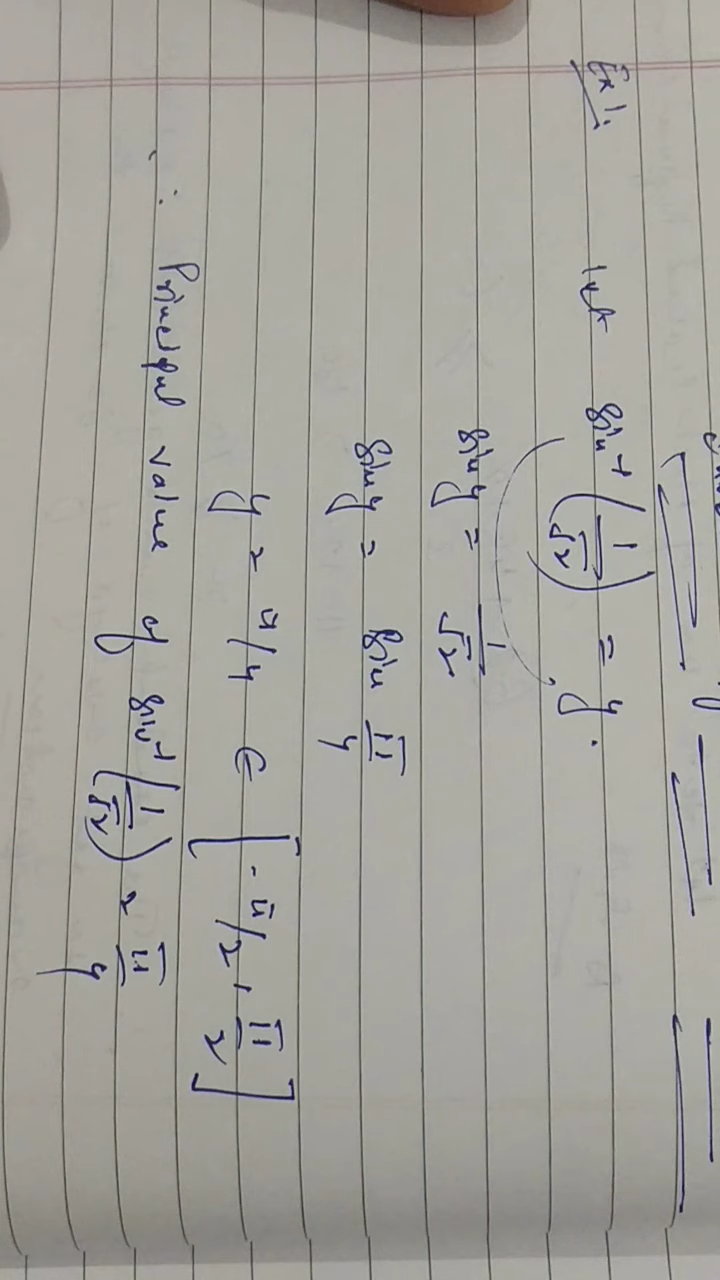 Ex 1. let sin⁻¹(1/√2) = y.
sin y = 1/√2
sin y = sin π/4
y = π/4 ∈ [-π/2, π/2]
∴ Principal value of sin⁻¹(1/√2) = π/4